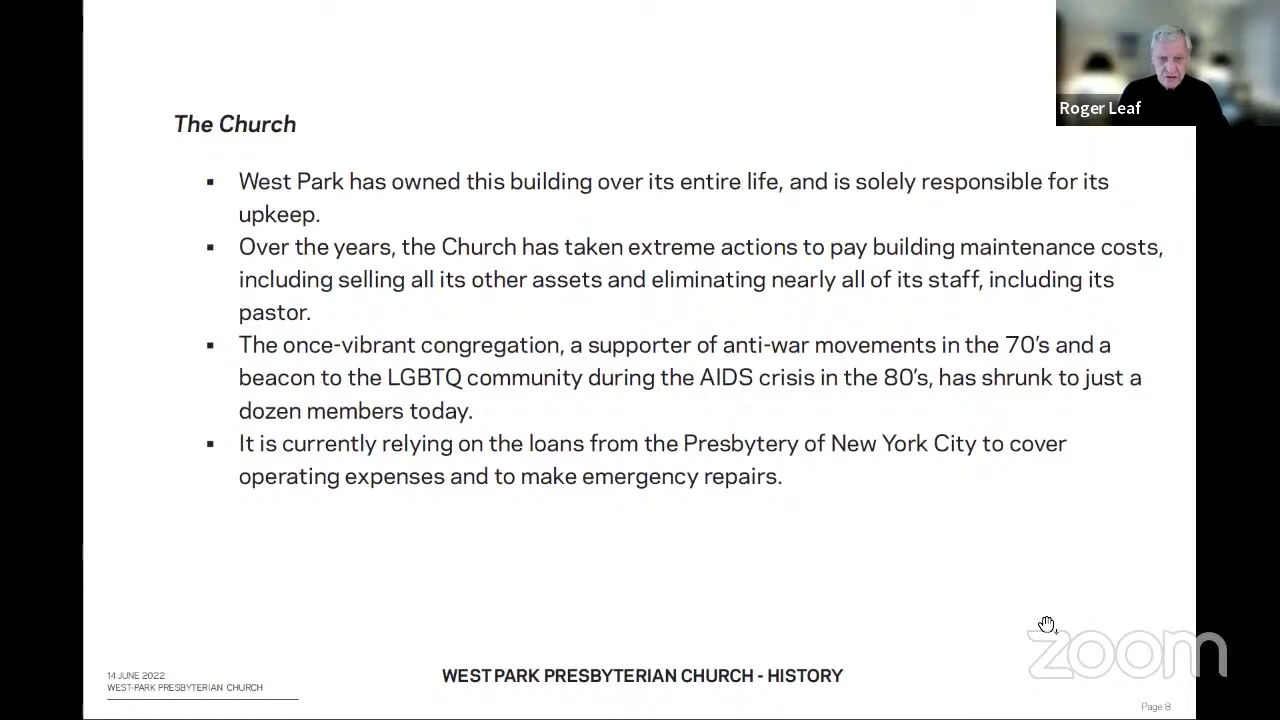 Roger Leaf
The Church
▪ West Park has owned this building over its entire life, and is solely responsible for its
upkeep.
▪ Over the years, the Church has taken extreme actions to pay building maintenance costs,
including selling all its other assets and eliminating nearly all of its staff, including its
pastor.
▪ The once-vibrant congregation, a supporter of anti-war movements in the 70's and a
beacon to the LGBTQ community during the AIDS crisis in the 80's, has shrunk to just a
dozen members today.
▪ It is currently relying on the loans from the Presbytery of New York City to cover
operating expenses and to make emergency repairs.
zoom
14 JUNE 2022
WEST-PARK PRESBYTERIAN CHURCH
WEST PARK PRESBYTERIAN CHURCH - HISTORY
Page 8